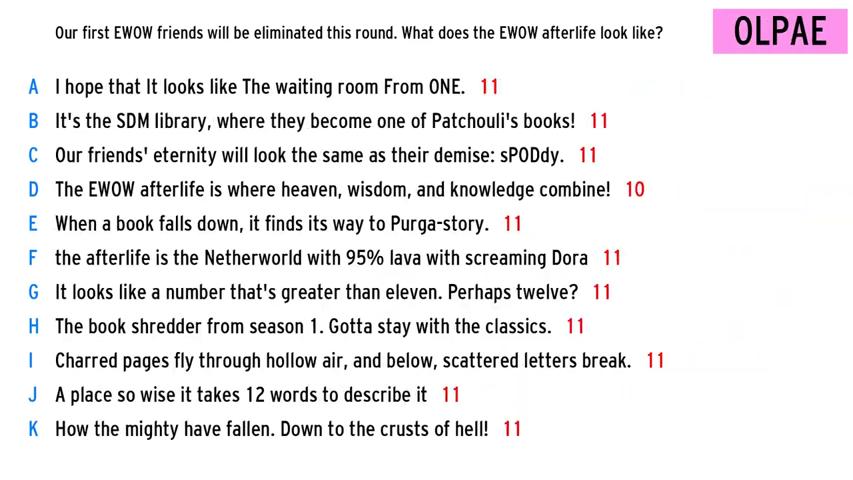 Our first EWOW friends will be eliminated this round. What does the EWOW afterlife look like?
OLPAE
A I hope that It looks like The waiting room From ONE. 11
B It's the SDM library, where they become one of Patchouli's books! 11
C Our friends' eternity will look the same as their demise: sPODdy. 11
D The EWOW afterlife is where heaven, wisdom, and knowledge combine! 10
E When a book falls down, it finds its way to Purga-story. 11
F the afterlife is the Netherworld with 95% lava with screaming Dora 11
G It looks like a number that's greater than eleven. Perhaps twelve? 11
H The book shredder from season 1. Gotta stay with the classics. 11
I Charred pages fly through hollow air, and below, scattered letters break. 11
J A place so wise it takes 12 words to describe it 11
K How the mighty have fallen. Down to the crusts of hell! 11